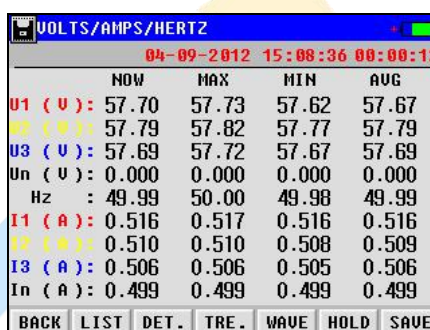 VOLTS/AMPS/HERTZ
04-09-2012 15:08:36
NOW MAX MIN AVG
U1 (V): 57.70 57.73 57.62 57.67
U2 (V): 57.79 57.82 57.77 57.79
U3 (V): 57.69 57.72 57.67 57.69
Un (V): 0.000 0.000 0.000 0.000
Hz : 49.99 50.00 49.98 49.99
I1 (A): 0.516 0.517 0.516 0.516
I2 (A): 0.510 0.510 0.508 0.509
I3 (A): 0.506 0.506 0.505 0.506
In (A): 0.499 0.499 0.499 0.499
BACK LIST DET. TRE. WAVE HOLD SAVE